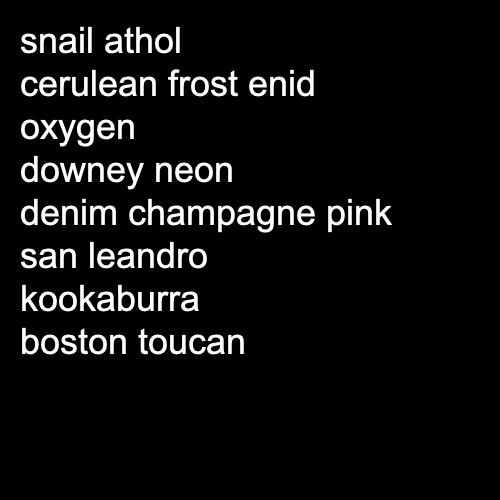 snail athol
cerulean frost enid
oxygen
downey neon
denim champagne pink
san leandro
kookaburra
boston toucan